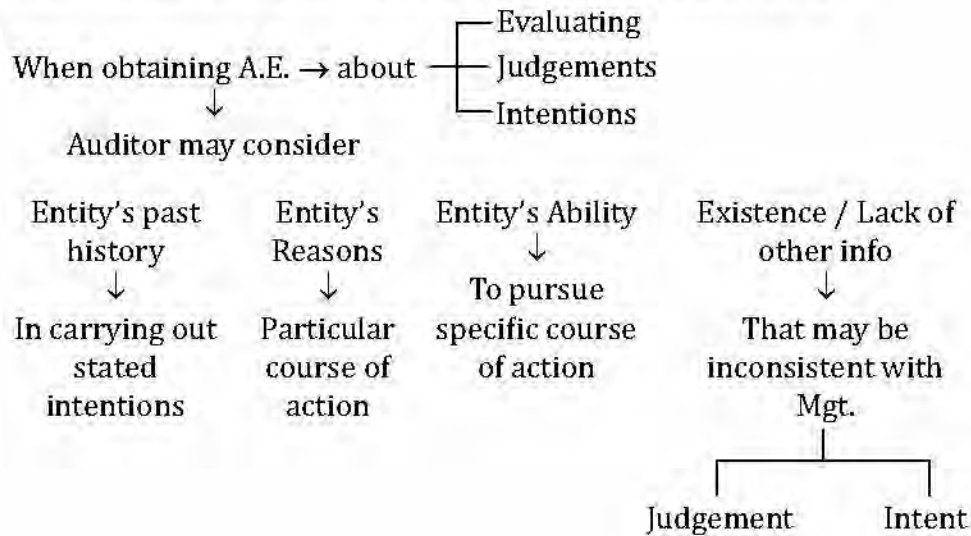 Evaluating
When obtaining A.E. → about
Judgements
Intentions
↓
Auditor may consider
Entity's past
history
↓
In carrying out
stated
intentions
Entity's
Reasons
↓
Particular
course of
action
Entity's Ability
↓
To pursue
specific course
of action
Existence / Lack of
other info
↓
That may be
inconsistent with
Mgt.
Judgement
Intent